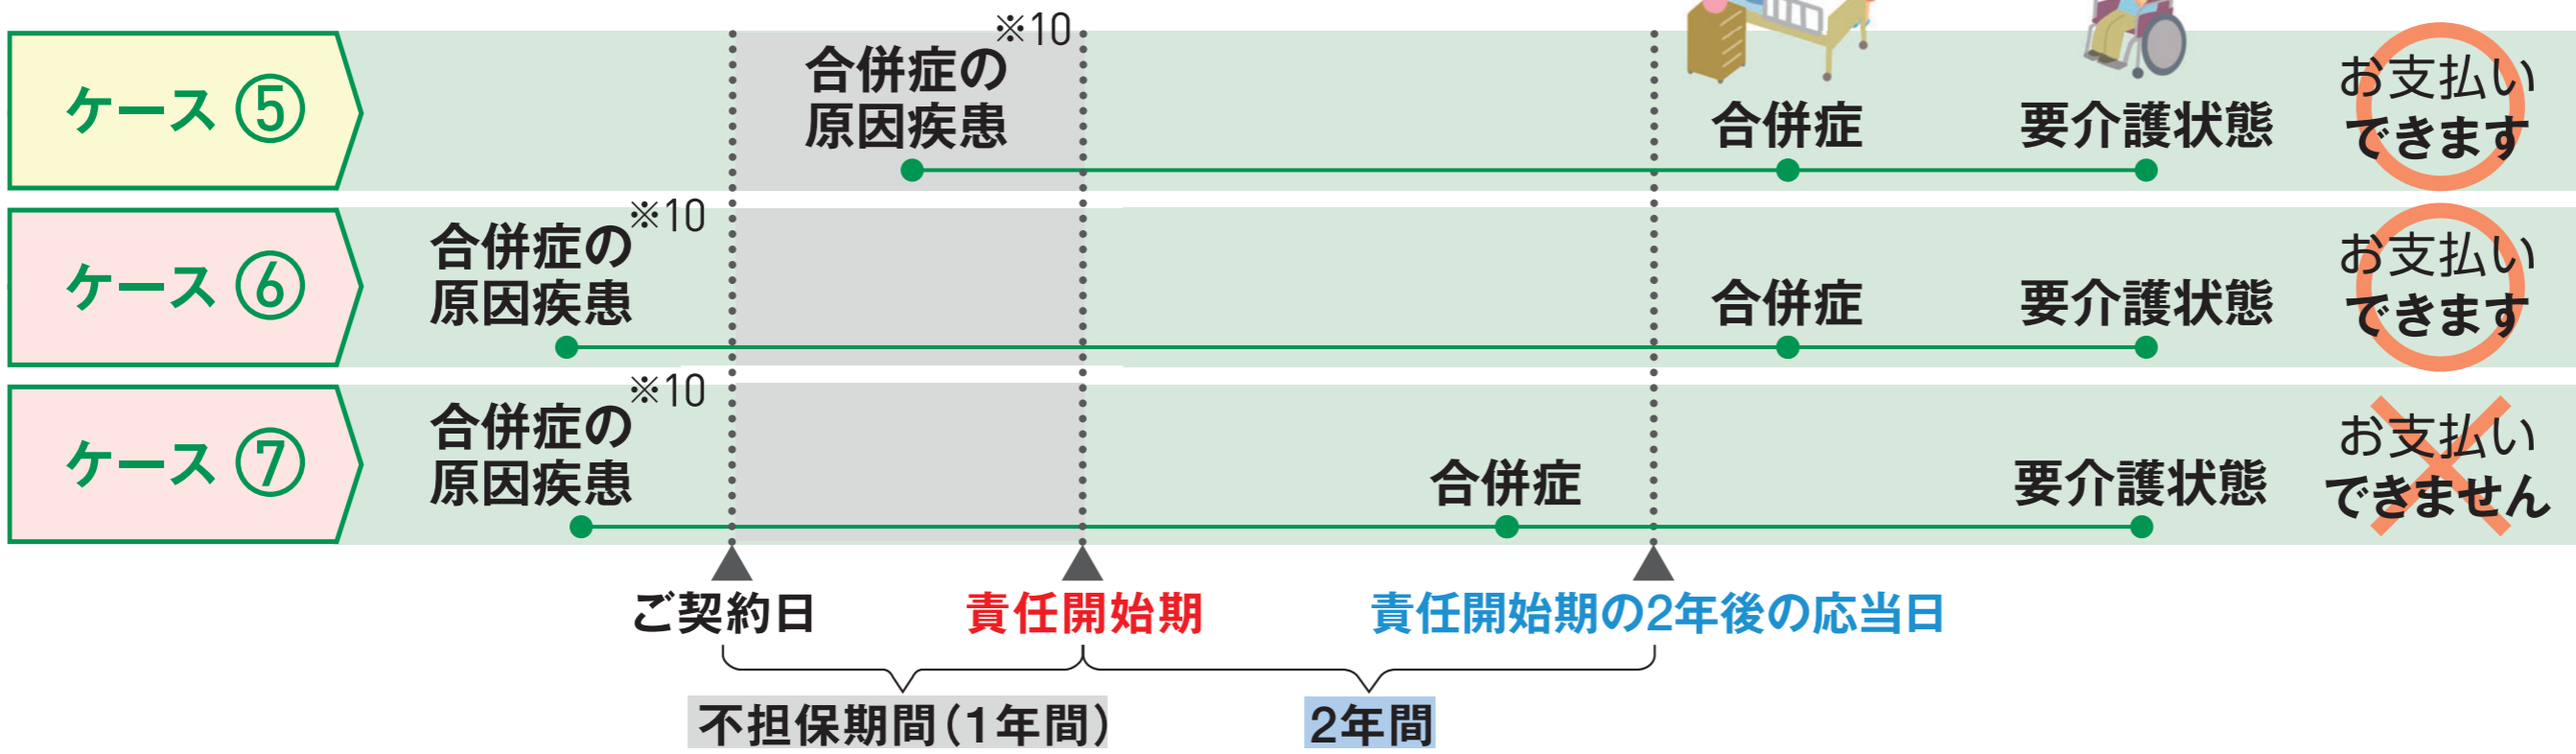 ケース ⑤
※10
合併症の
原因疾患
合併症
要介護状態
お支払い
できます
ケース ⑥
※10
合併症の
原因疾患
合併症
要介護状態
お支払い
できます
ケース ⑦
※10
合併症の
原因疾患
合併症
要介護状態
お支払い
できません
ご契約日
責任開始期
責任開始期の2年後の応当日
不担保期間(1年間)
2年間